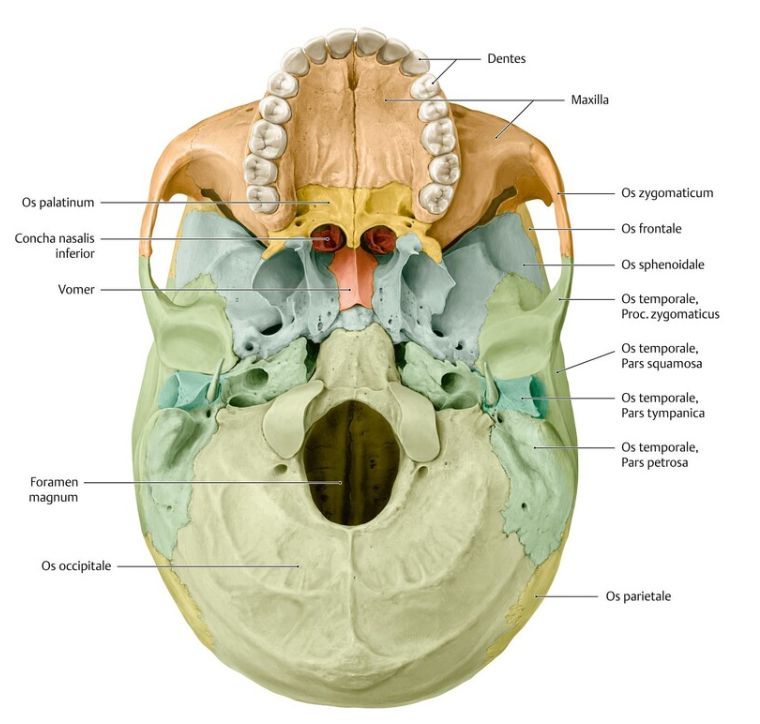 Dentes
Maxilla
Os zygomaticum
Os palatinum
Os frontale
Concha nasalis
inferior
Os sphenoidale
Vomer
Os temporale,
Proc. zygomaticus
Os temporale,
Pars squamosa
Os temporale,
Pars tympanica
Os temporale,
Pars petrosa
Foramen
magnum
Os occipitale
Os parietale